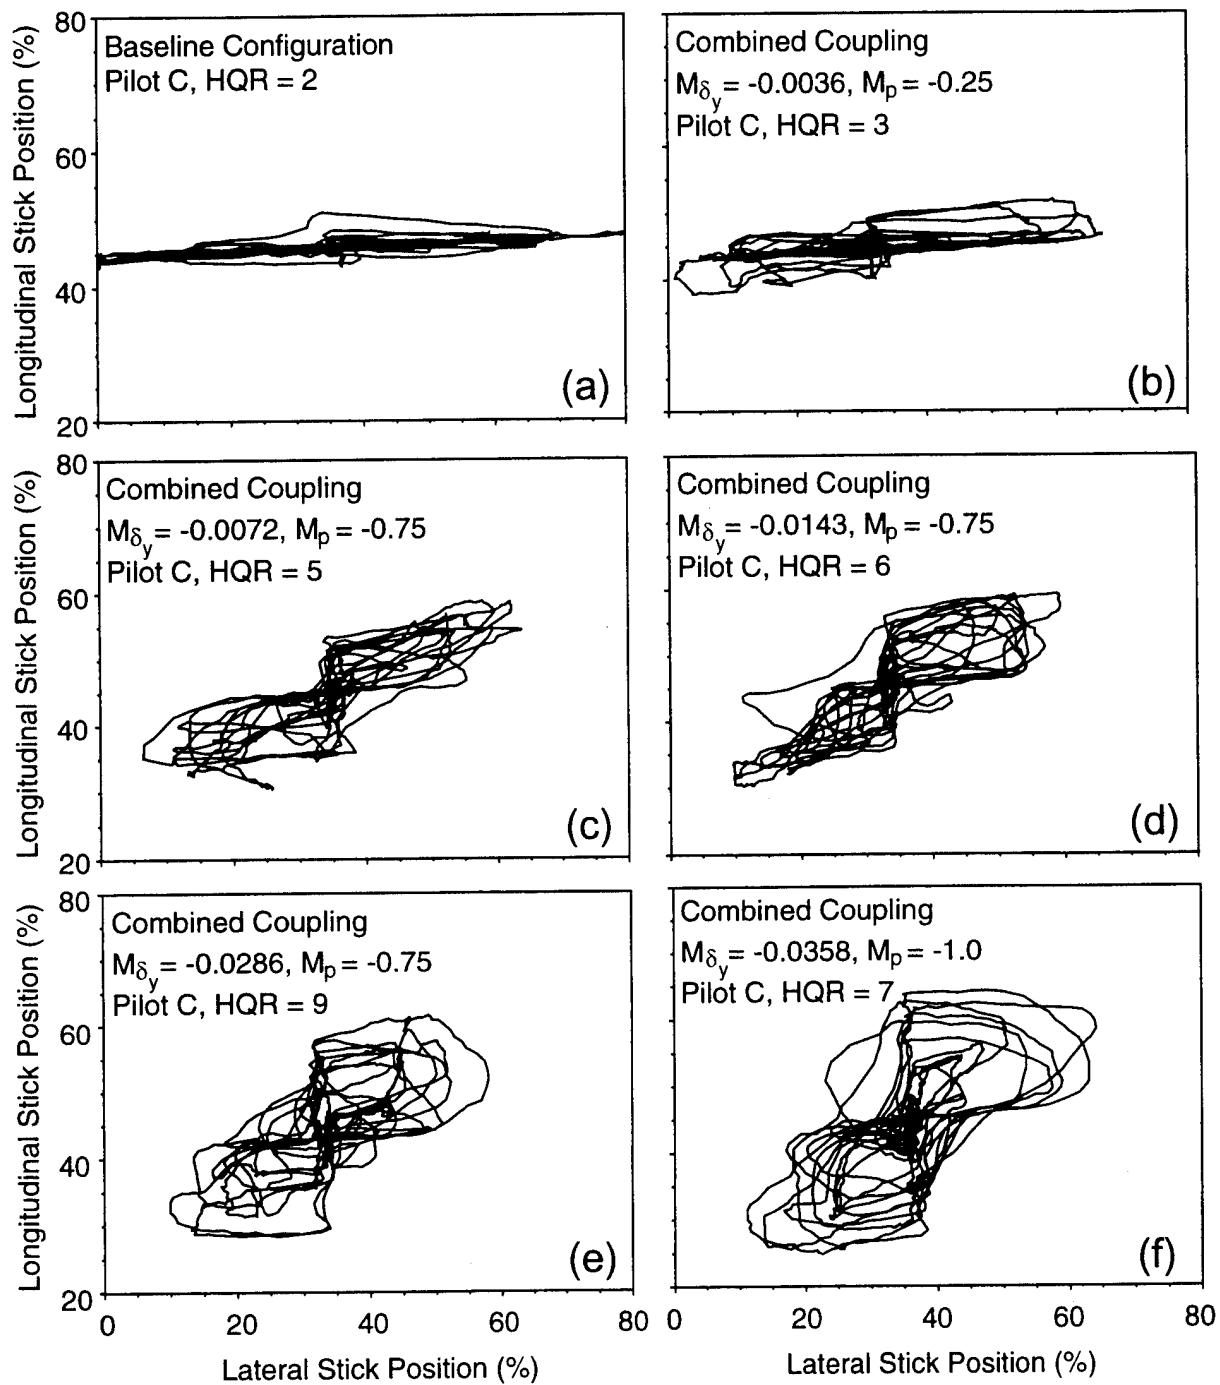 Longitudinal Stick Position (%)
80
60
40
20
Baseline Configuration
Pilot C, HQR = 2
(a)
Combined Coupling
Mδy = -0.0036, Mp = -0.25
Pilot C, HQR = 3
(b)
Longitudinal Stick Position (%)
80
60
40
20
Combined Coupling
Mδy = -0.0072, Mp = -0.75
Pilot C, HQR = 5
(c)
Combined Coupling
Mδy = -0.0143, Mp = -0.75
Pilot C, HQR = 6
(d)
Longitudinal Stick Position (%)
80
60
40
20
Combined Coupling
Mδy = -0.0286, Mp = -0.75
Pilot C, HQR = 9
(e)
Combined Coupling
Mδy = -0.0358, Mp = -1.0
Pilot C, HQR = 7
(f)
0 20 40 60 80
0 20 40 60 80
Lateral Stick Position (%)
Lateral Stick Position (%)